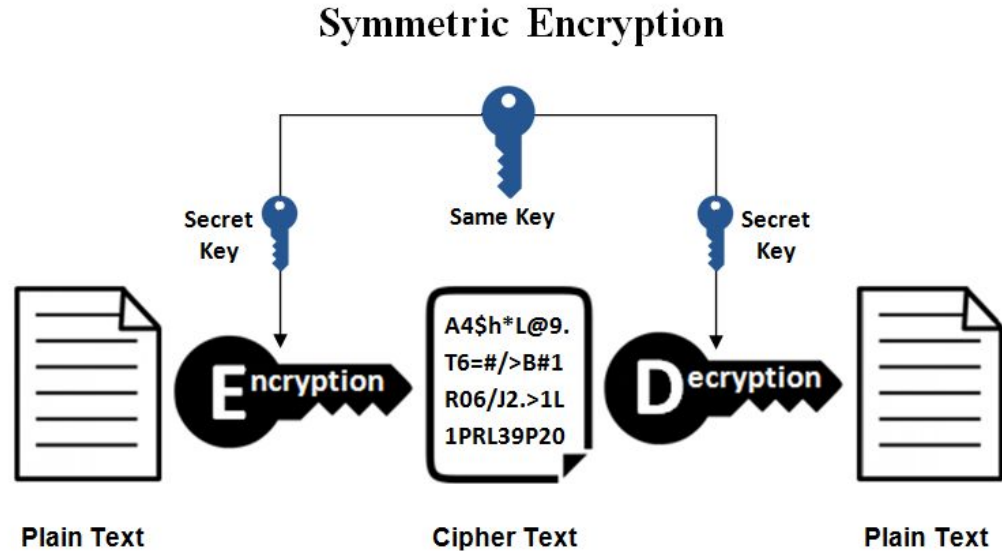 Symmetric Encryption
Secret
Key
Same Key
Secret
Key
Encryption
A4$h*L@9.
T6=#/>B#1
R06/J2.>1L
1PRL39P20
Decryption
Plain Text
Cipher Text
Plain Text